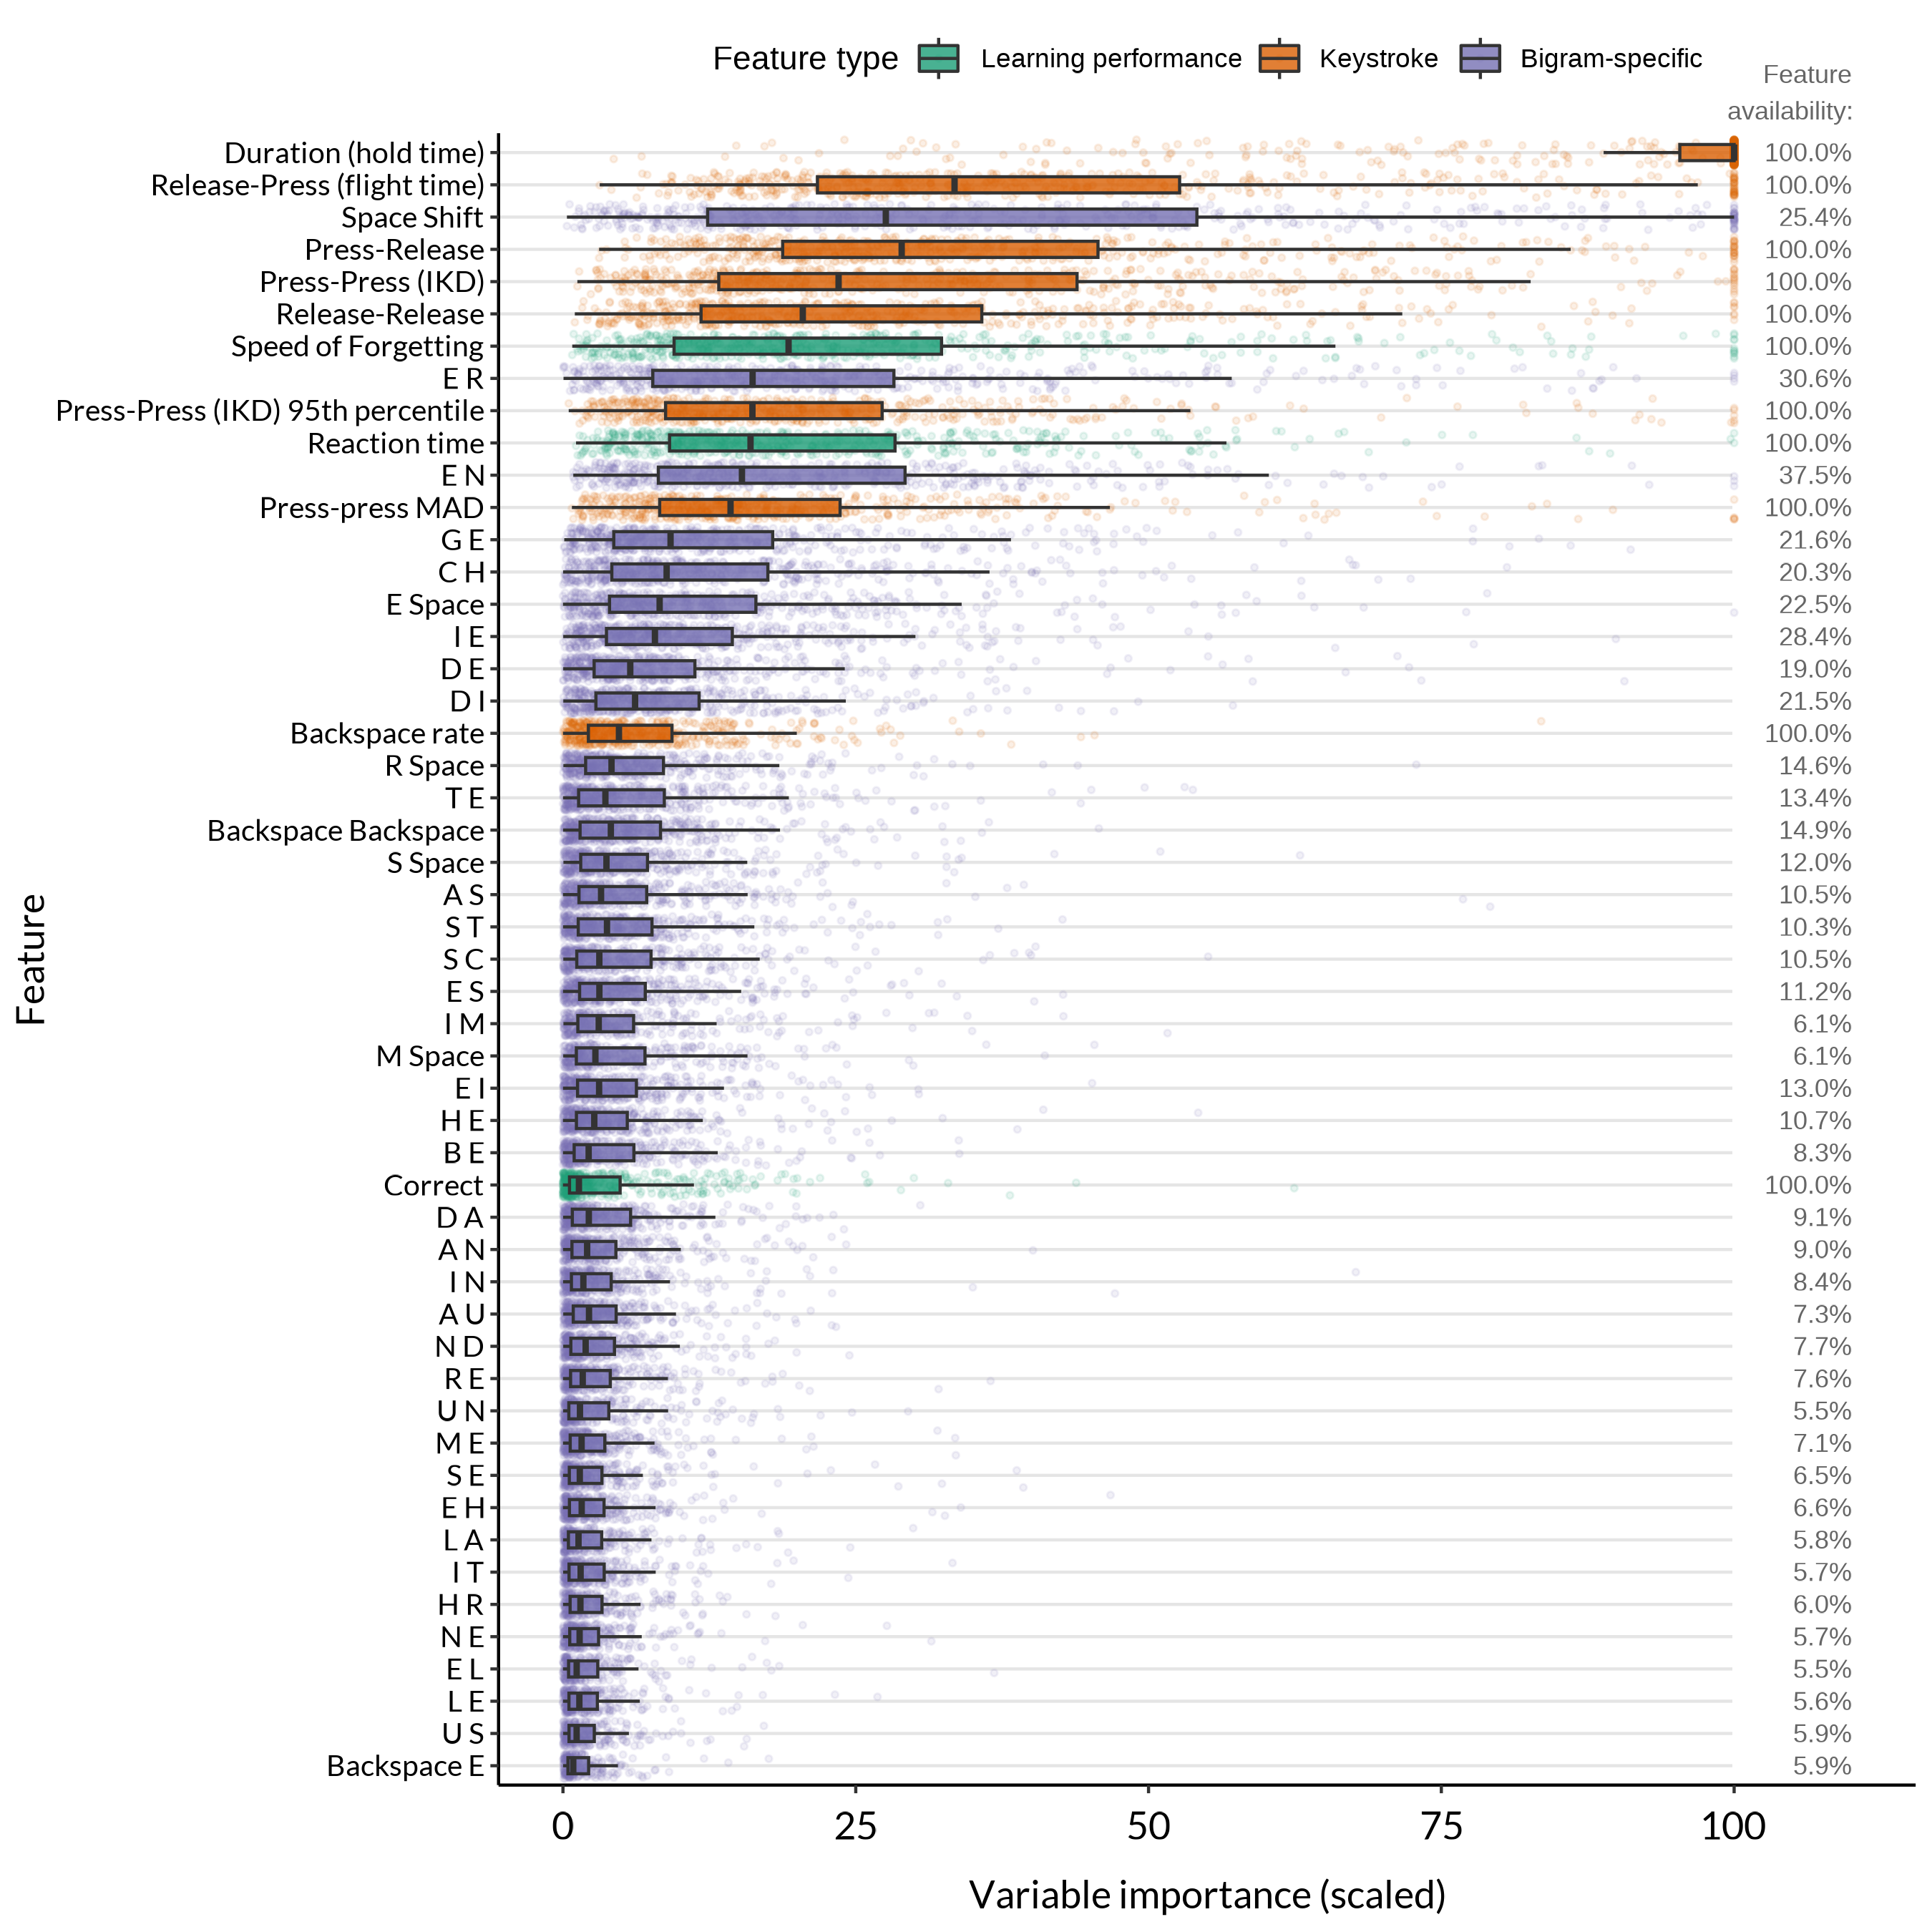 Feature type Learning performance Keystroke Bigram-specific
Feature
availability:
Duration (hold time) 100.0%
Release-Press (flight time) 100.0%
Space Shift 25.4%
Press-Release 100.0%
Press-Press (IKD) 100.0%
Release-Release 100.0%
Speed of Forgetting 100.0%
E R 30.6%
Press-Press (IKD) 95th percentile 100.0%
Reaction time 100.0%
E N 37.5%
Press-press MAD 100.0%
G E 21.6%
C H 20.3%
E Space 22.5%
I E 28.4%
D E 19.0%
D I 21.5%
Backspace rate 100.0%
R Space 14.6%
T E 13.4%
Backspace Backspace 14.9%
S Space 12.0%
A S 10.5%
S T 10.3%
S C 10.5%
E S 11.2%
I M 6.1%
M Space 6.1%
E I 13.0%
H E 10.7%
B E 8.3%
Correct 100.0%
D A 9.1%
A N 9.0%
I N 8.4%
A U 7.3%
N D 7.7%
R E 7.6%
U N 5.5%
M E 7.1%
S E 6.5%
E H 6.6%
L A 5.8%
I T 5.7%
H R 6.0%
N E 5.7%
E L 5.5%
L E 5.6%
U S 5.9%
Backspace E 5.9%
Feature
0 25 50 75 100
Variable importance (scaled)